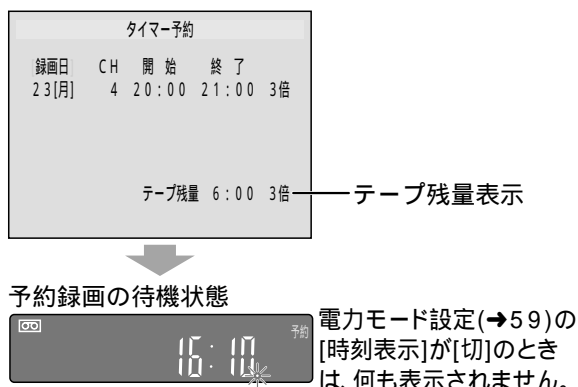 タイマー予約
録画日 CH 開始 終了
23[月] 4 20:00 21:00 3倍
テープ残量 6:00 3倍
テープ残量表示
予約録画の待機状態
予約
16:10
電力モード設定(➜59)の
[時刻表示]が[切]のとき
は、何も表示されません。